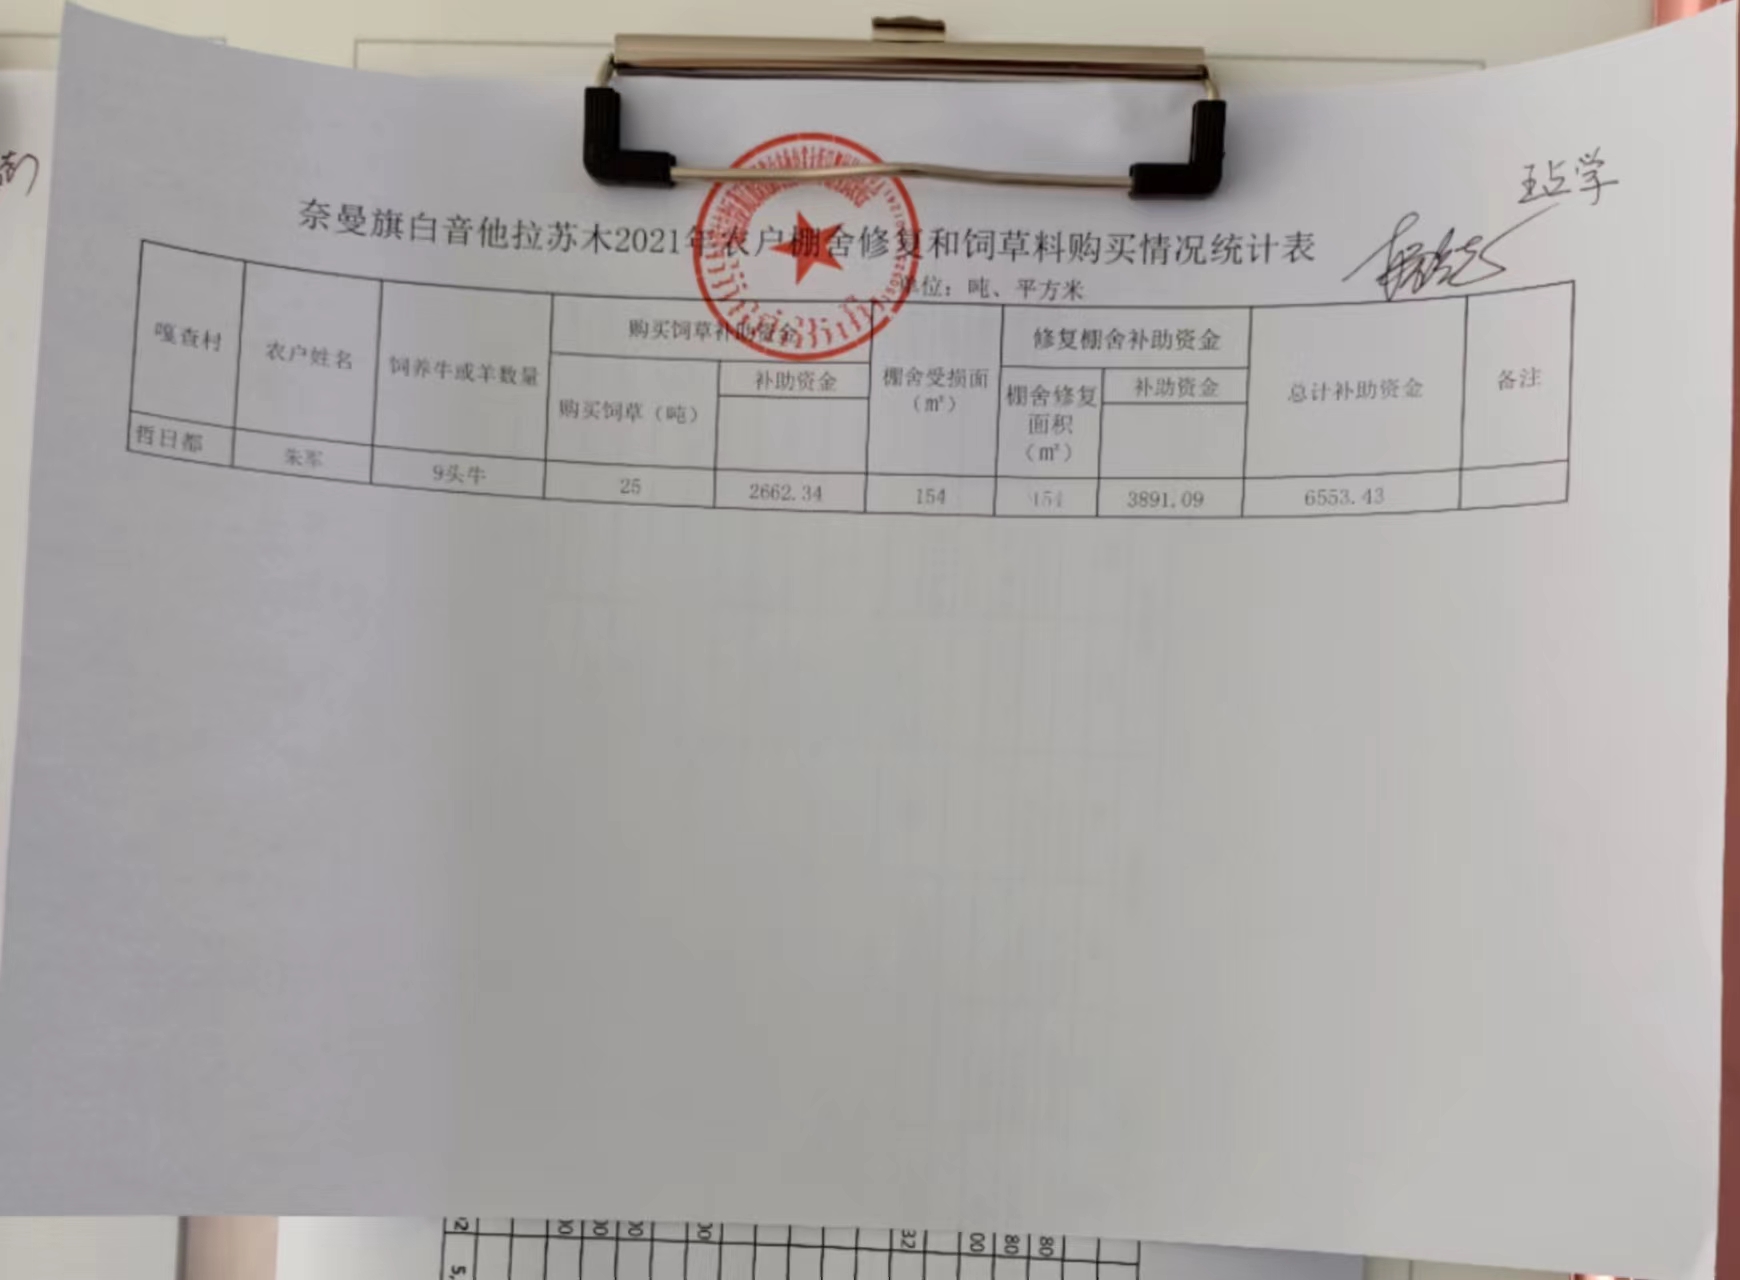 王占学
奈曼旗白音他拉苏木2021年农户棚舍修复和饲草料购买情况统计表
单位：吨、平方米
嘎查村 农户姓名 饲养牛或羊数量 购买饲草补助资金 棚舍受损面（㎡） 修复棚舍补助资金 总计补助资金 备注
购买饲草（吨） 补助资金 棚舍修复面积（㎡） 补助资金
哲日都 朱军 9头牛 25 2662.34 154 154 3891.09 6553.43